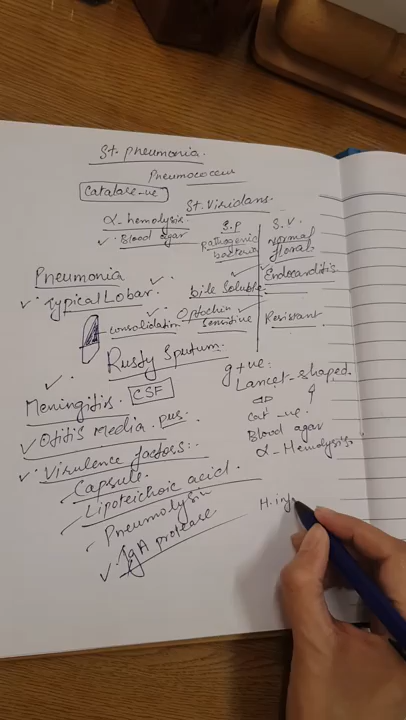 St. pneumonia.
Pneumococcus
Catalase -ve
St. Viridans.
α-hemolysis.
Blood agar
S.P
Pathogenic
bacteria
S.V.
Normal
floral
Pneumonia
Typical Lobar.
bile Soluble
Endocarditis
Consolidation
Optochin
Sensitive
Resistant
Rusty Sputum.
g+ve:
Lancet-shaped.
Meningitis. CSF
Cat -ve.
Blood agar
α-Hemolysis
Otitis Media. pus.
Virulence factors:-
Capsule.
Lipoteichoic acid.
Pneumolysin
IgA protease
H. inf